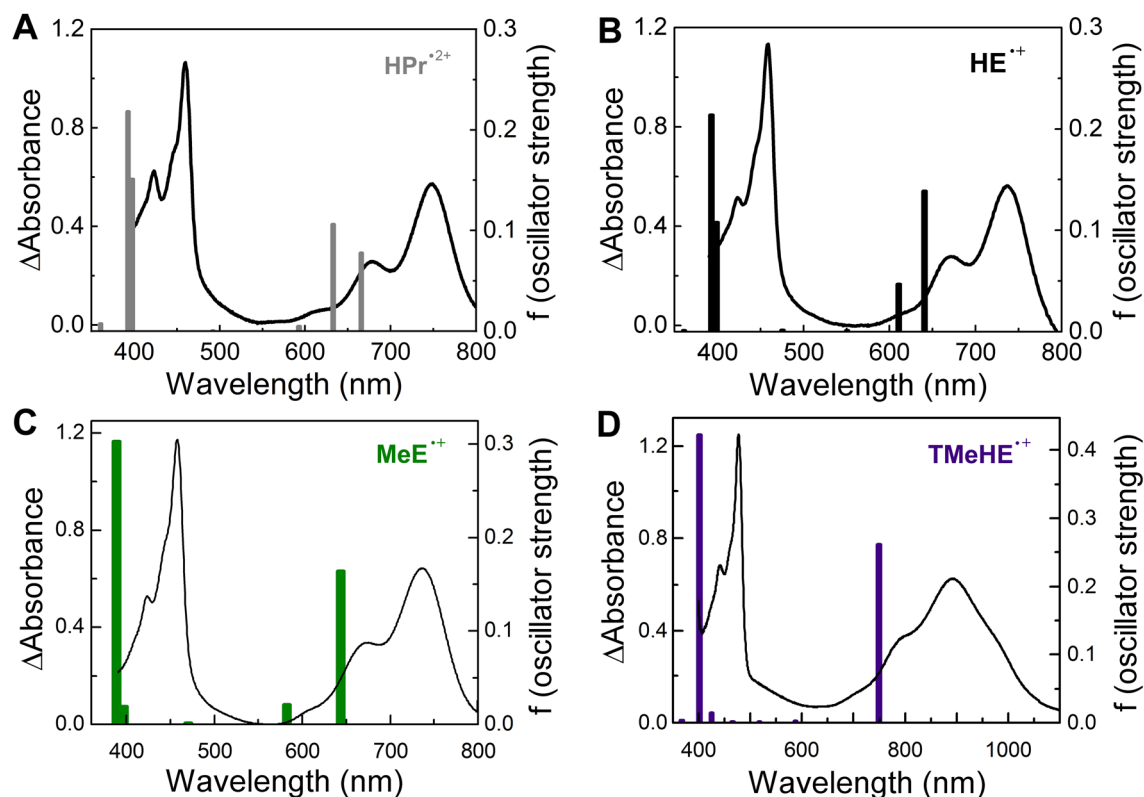 A
HPr•2+
ΔAbsorbance
1.2
0.8
0.4
0.0
0.3
0.2
0.1
0.0
f (oscillator strength)
400 500 600 700 800
Wavelength (nm)
B
HE•+
ΔAbsorbance
1.2
0.8
0.4
0.0
0.3
0.2
0.1
0.0
f (oscillator strength)
400 500 600 700 800
Wavelength (nm)
C
MeE•+
ΔAbsorbance
1.2
0.8
0.4
0.0
0.3
0.2
0.1
0.0
f (oscillator strength)
400 500 600 700 800
Wavelength (nm)
D
TMeHE•+
ΔAbsorbance
1.2
0.8
0.4
0.0
0.4
0.3
0.2
0.1
0.0
f (oscillator strength)
400 600 800 1000
Wavelength (nm)